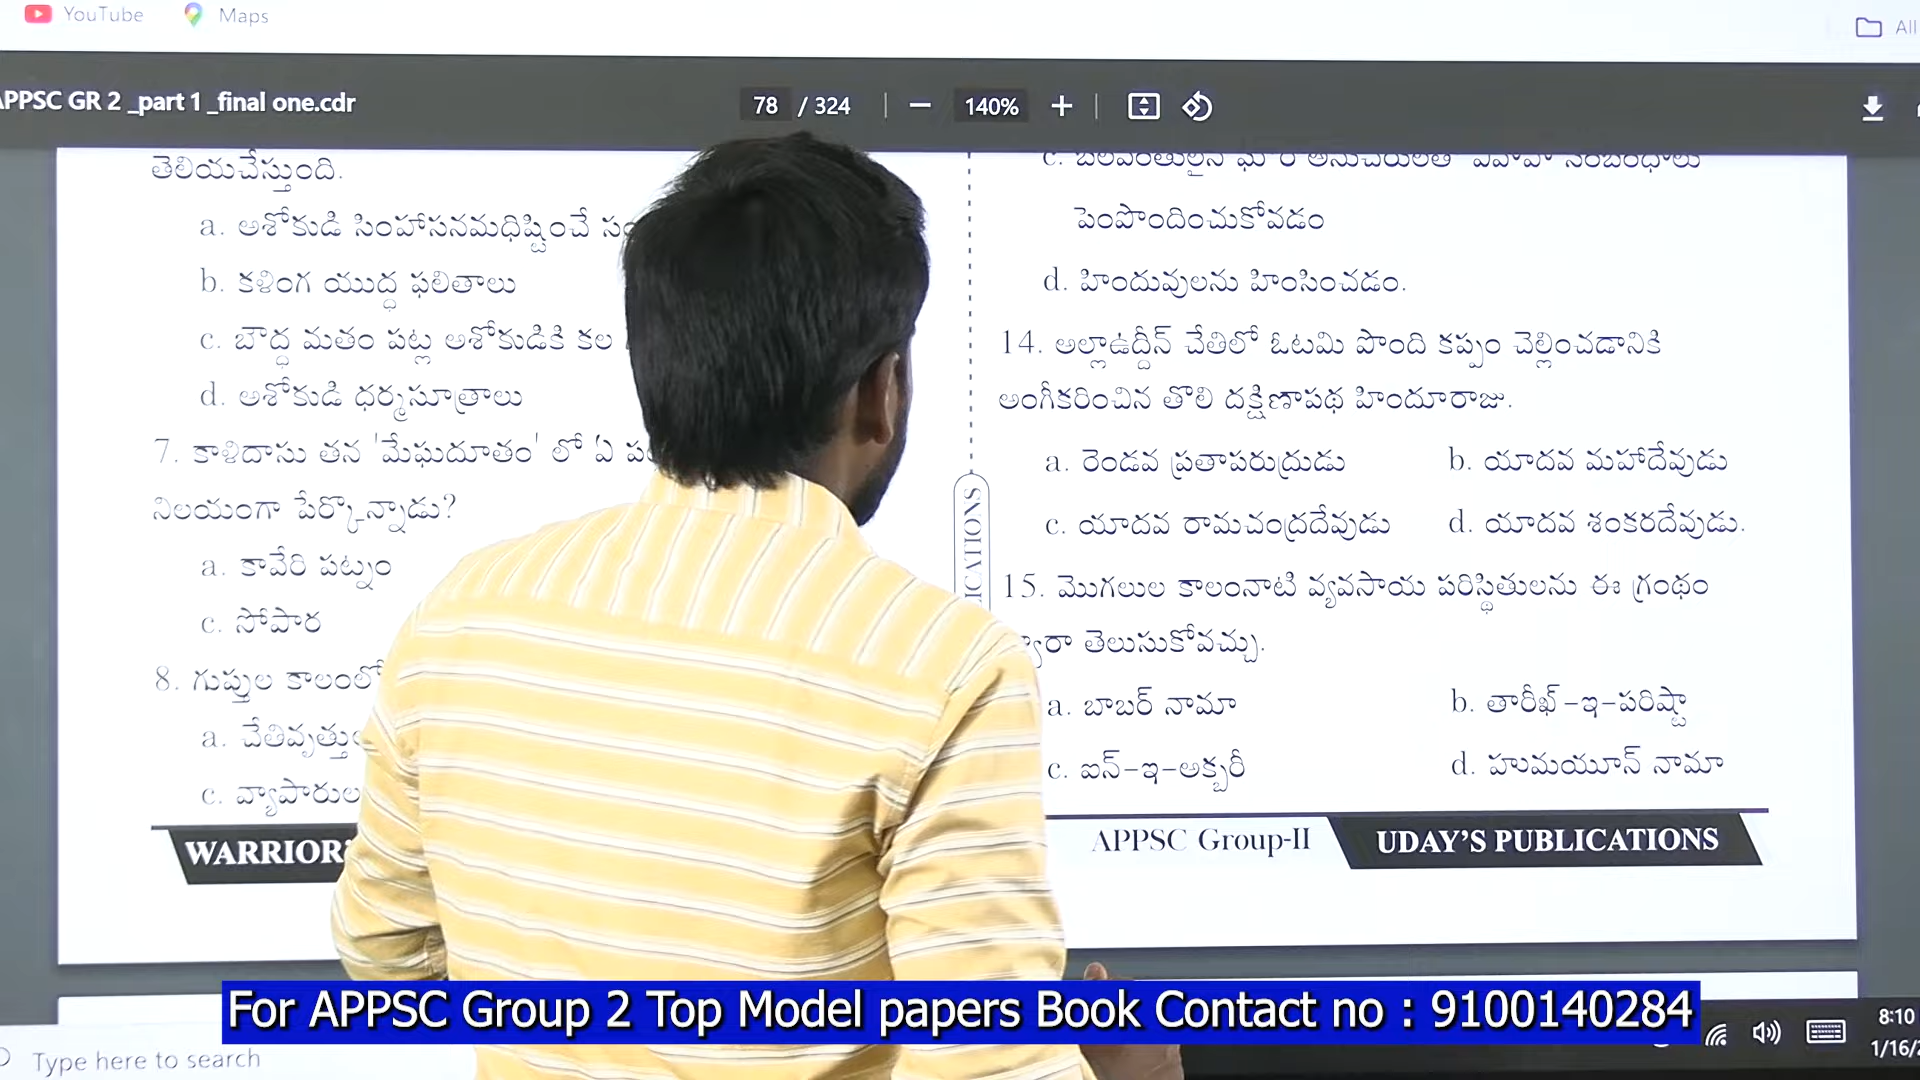 YouTube
Maps
All
APPSC GR 2 _part 1 _final one.cdr
78 / 324
140%
తెలియచేస్తుంది.
a. అశోకుడి సింహాసనమధిష్టించే
b. కళింగ యుద్ధ ఫలితాలు
c. బౌద్ధ మతం పట్ల అశోకుడికి కల
d. అశోకుడి ధర్మసూత్రాలు
7. కాళిదాసు తన 'మేఘదూతం' లో ఏ
నిలయంగా పేర్కొన్నాడు?
a. కావేరి పట్నం
c. సోపార
8. గుప్తుల కాలంలో
a.
c.
WARRIOR
సంబంధాలు
పెంపొందించుకోవడం
d. హిందువులను హింసించడం.
14. అల్లాఉద్దీన్ చేతిలో ఓటమి పొంది కప్పం చెల్లించడానికి
అంగీకరించిన తొలి దక్షిణాపథ హిందూరాజు.
a. రెండవ ప్రతాపరుద్రుడు
b. యాదవ మహాదేవుడు
c. యాదవ రామచంద్రదేవుడు
d. యాదవ శంకరదేవుడు.
15. మొగలుల కాలంనాటి వ్యవసాయ పరిస్థితులను ఈ గ్రంథం
తెలుసుకోవచ్చు.
a. బాబర్ నామా
b. తారీఖ్-ఇ-పరిష్టా
c. ఐన్-ఇ-అక్బరీ
d. హుమయూన్ నామా
APPSC Group-II
UDAY'S PUBLICATIONS
For APPSC Group 2 Top Model papers Book Contact no : 9100140284
Type here to search
8:10